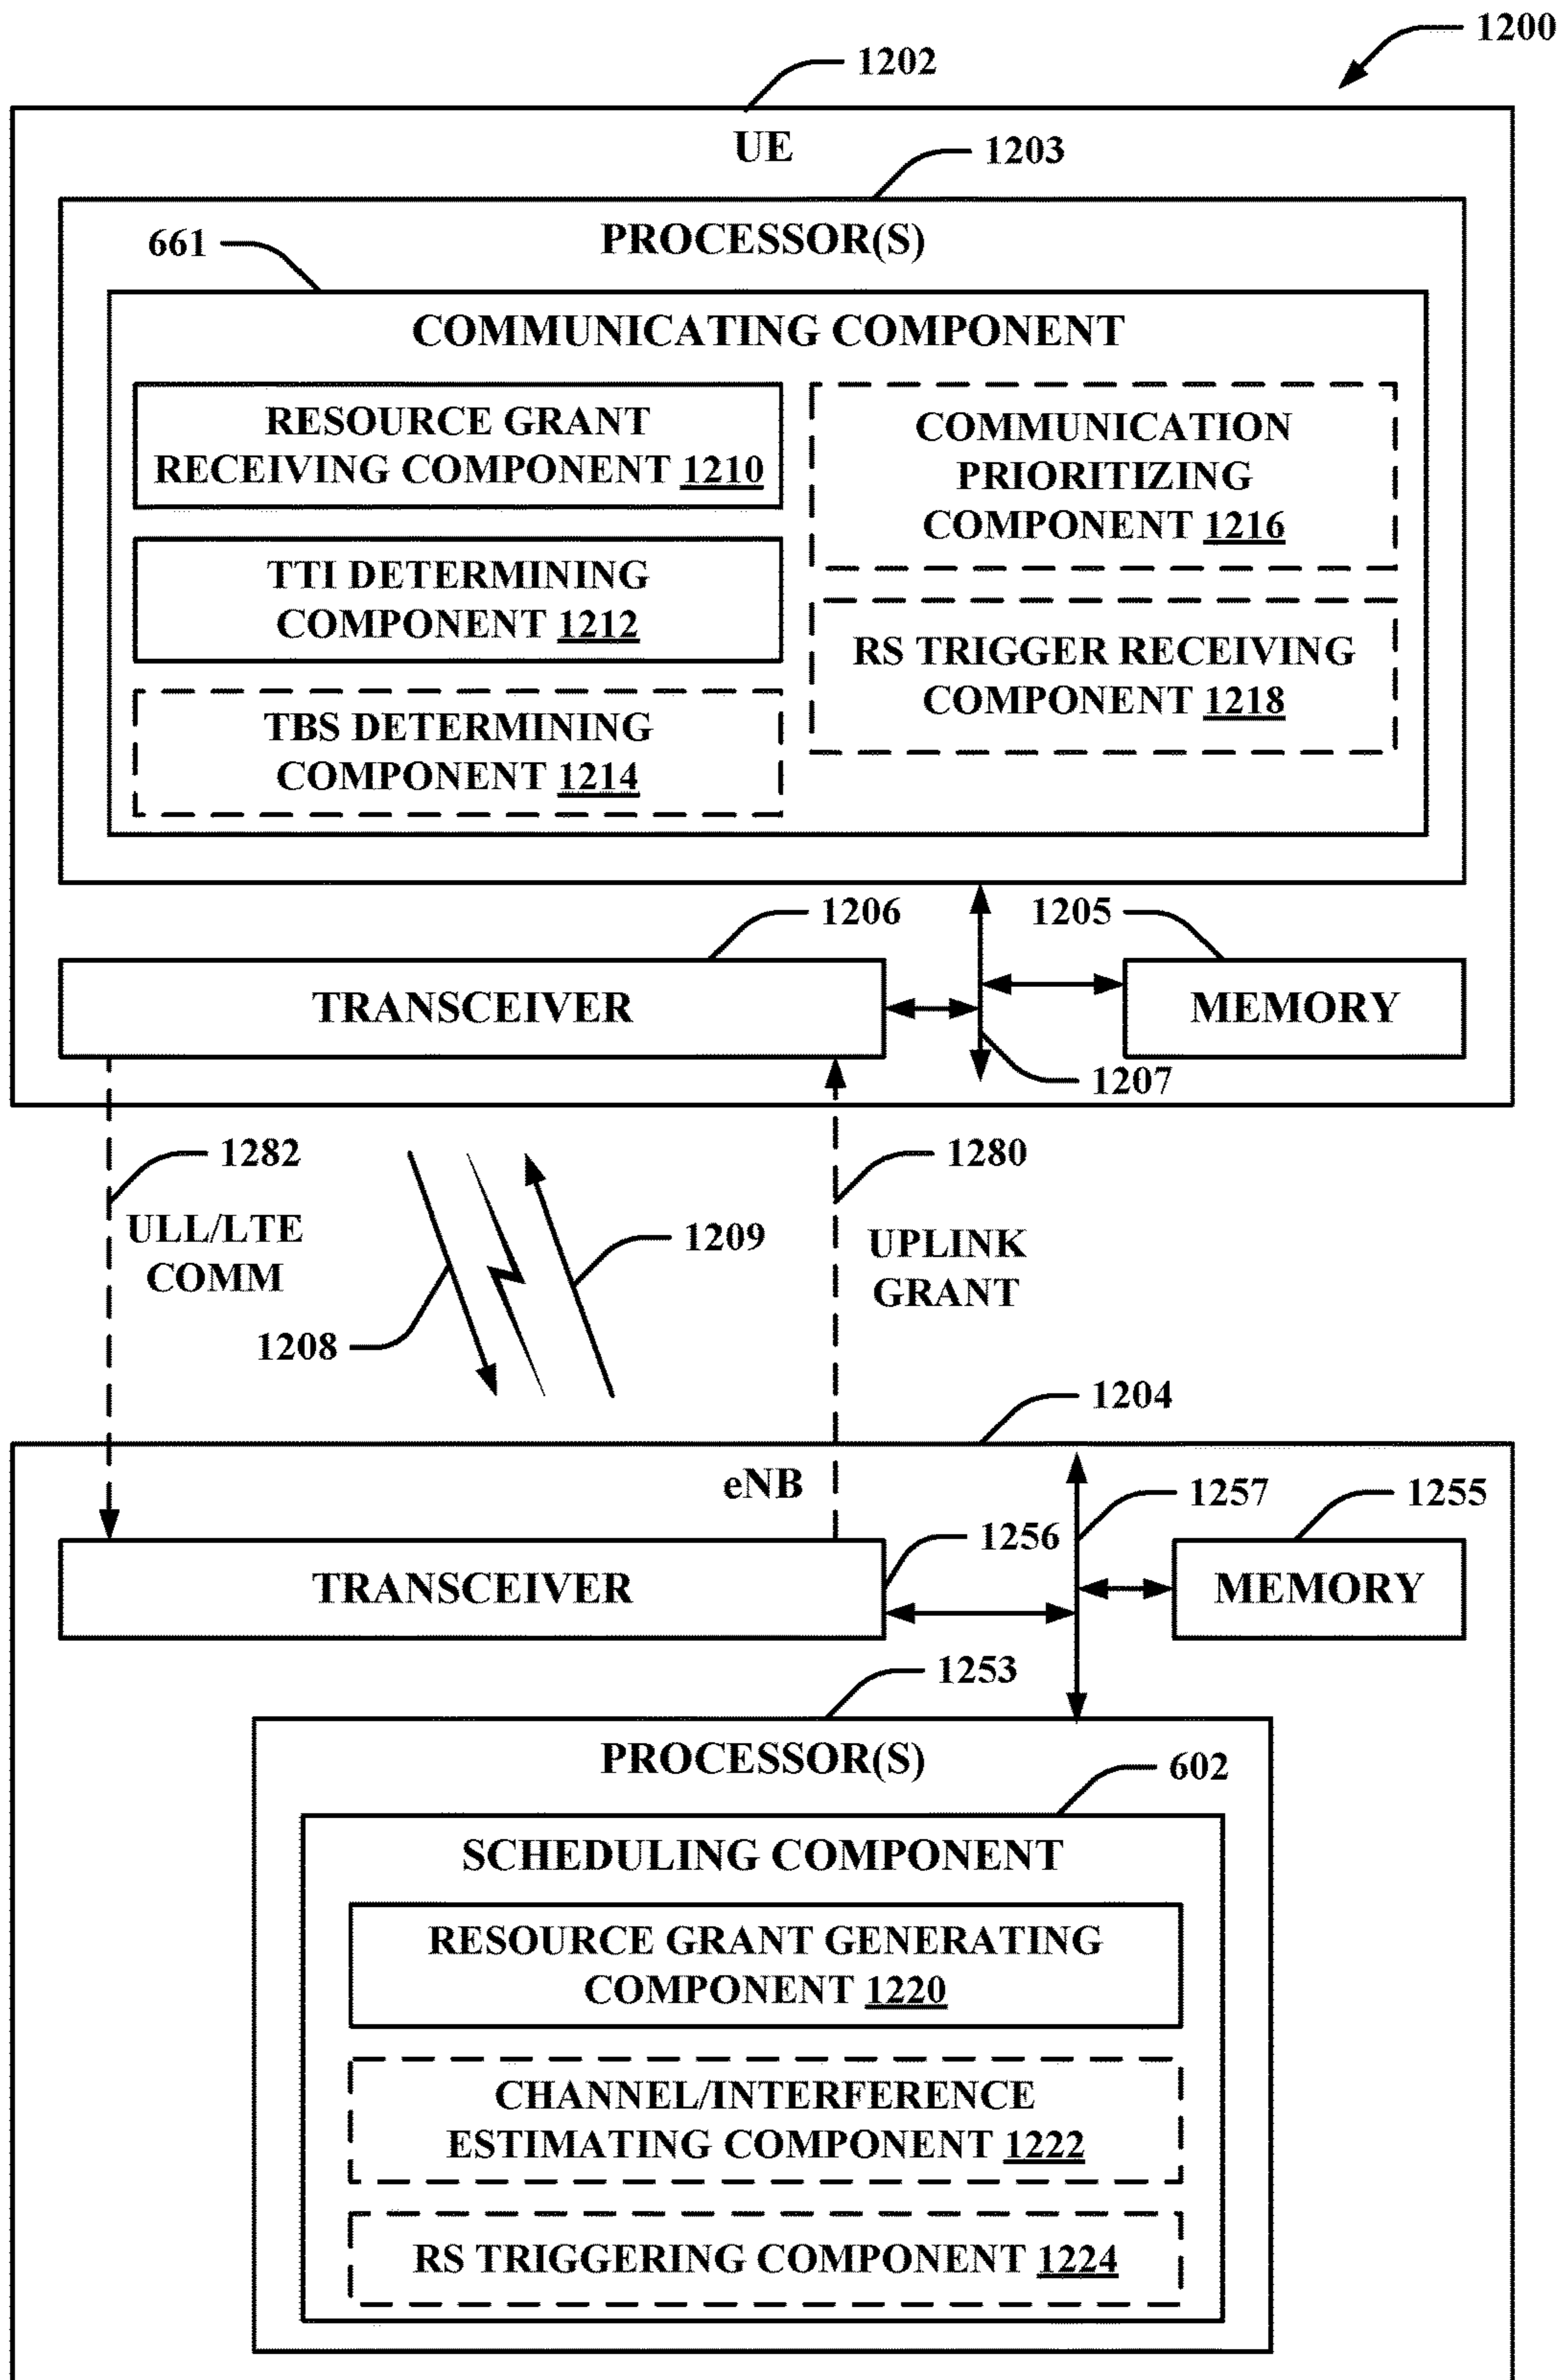 1200
1202
UE
1203
PROCESSOR(S)
661
COMMUNICATING COMPONENT
RESOURCE GRANT
RECEIVING COMPONENT 1210
TTI DETERMINING
COMPONENT 1212
TBS DETERMINING
COMPONENT 1214
COMMUNICATION
PRIORITIZING
COMPONENT 1216
RS TRIGGER RECEIVING
COMPONENT 1218
1206
1205
TRANSCEIVER
MEMORY
1207
1282
ULL/LTE
COMM
1208
1209
1280
UPLINK
GRANT
1204
eNB
1257
1255
1256
TRANSCEIVER
MEMORY
1253
PROCESSOR(S)
602
SCHEDULING COMPONENT
RESOURCE GRANT GENERATING
COMPONENT 1220
CHANNEL/INTERFERENCE
ESTIMATING COMPONENT 1222
RS TRIGGERING COMPONENT 1224